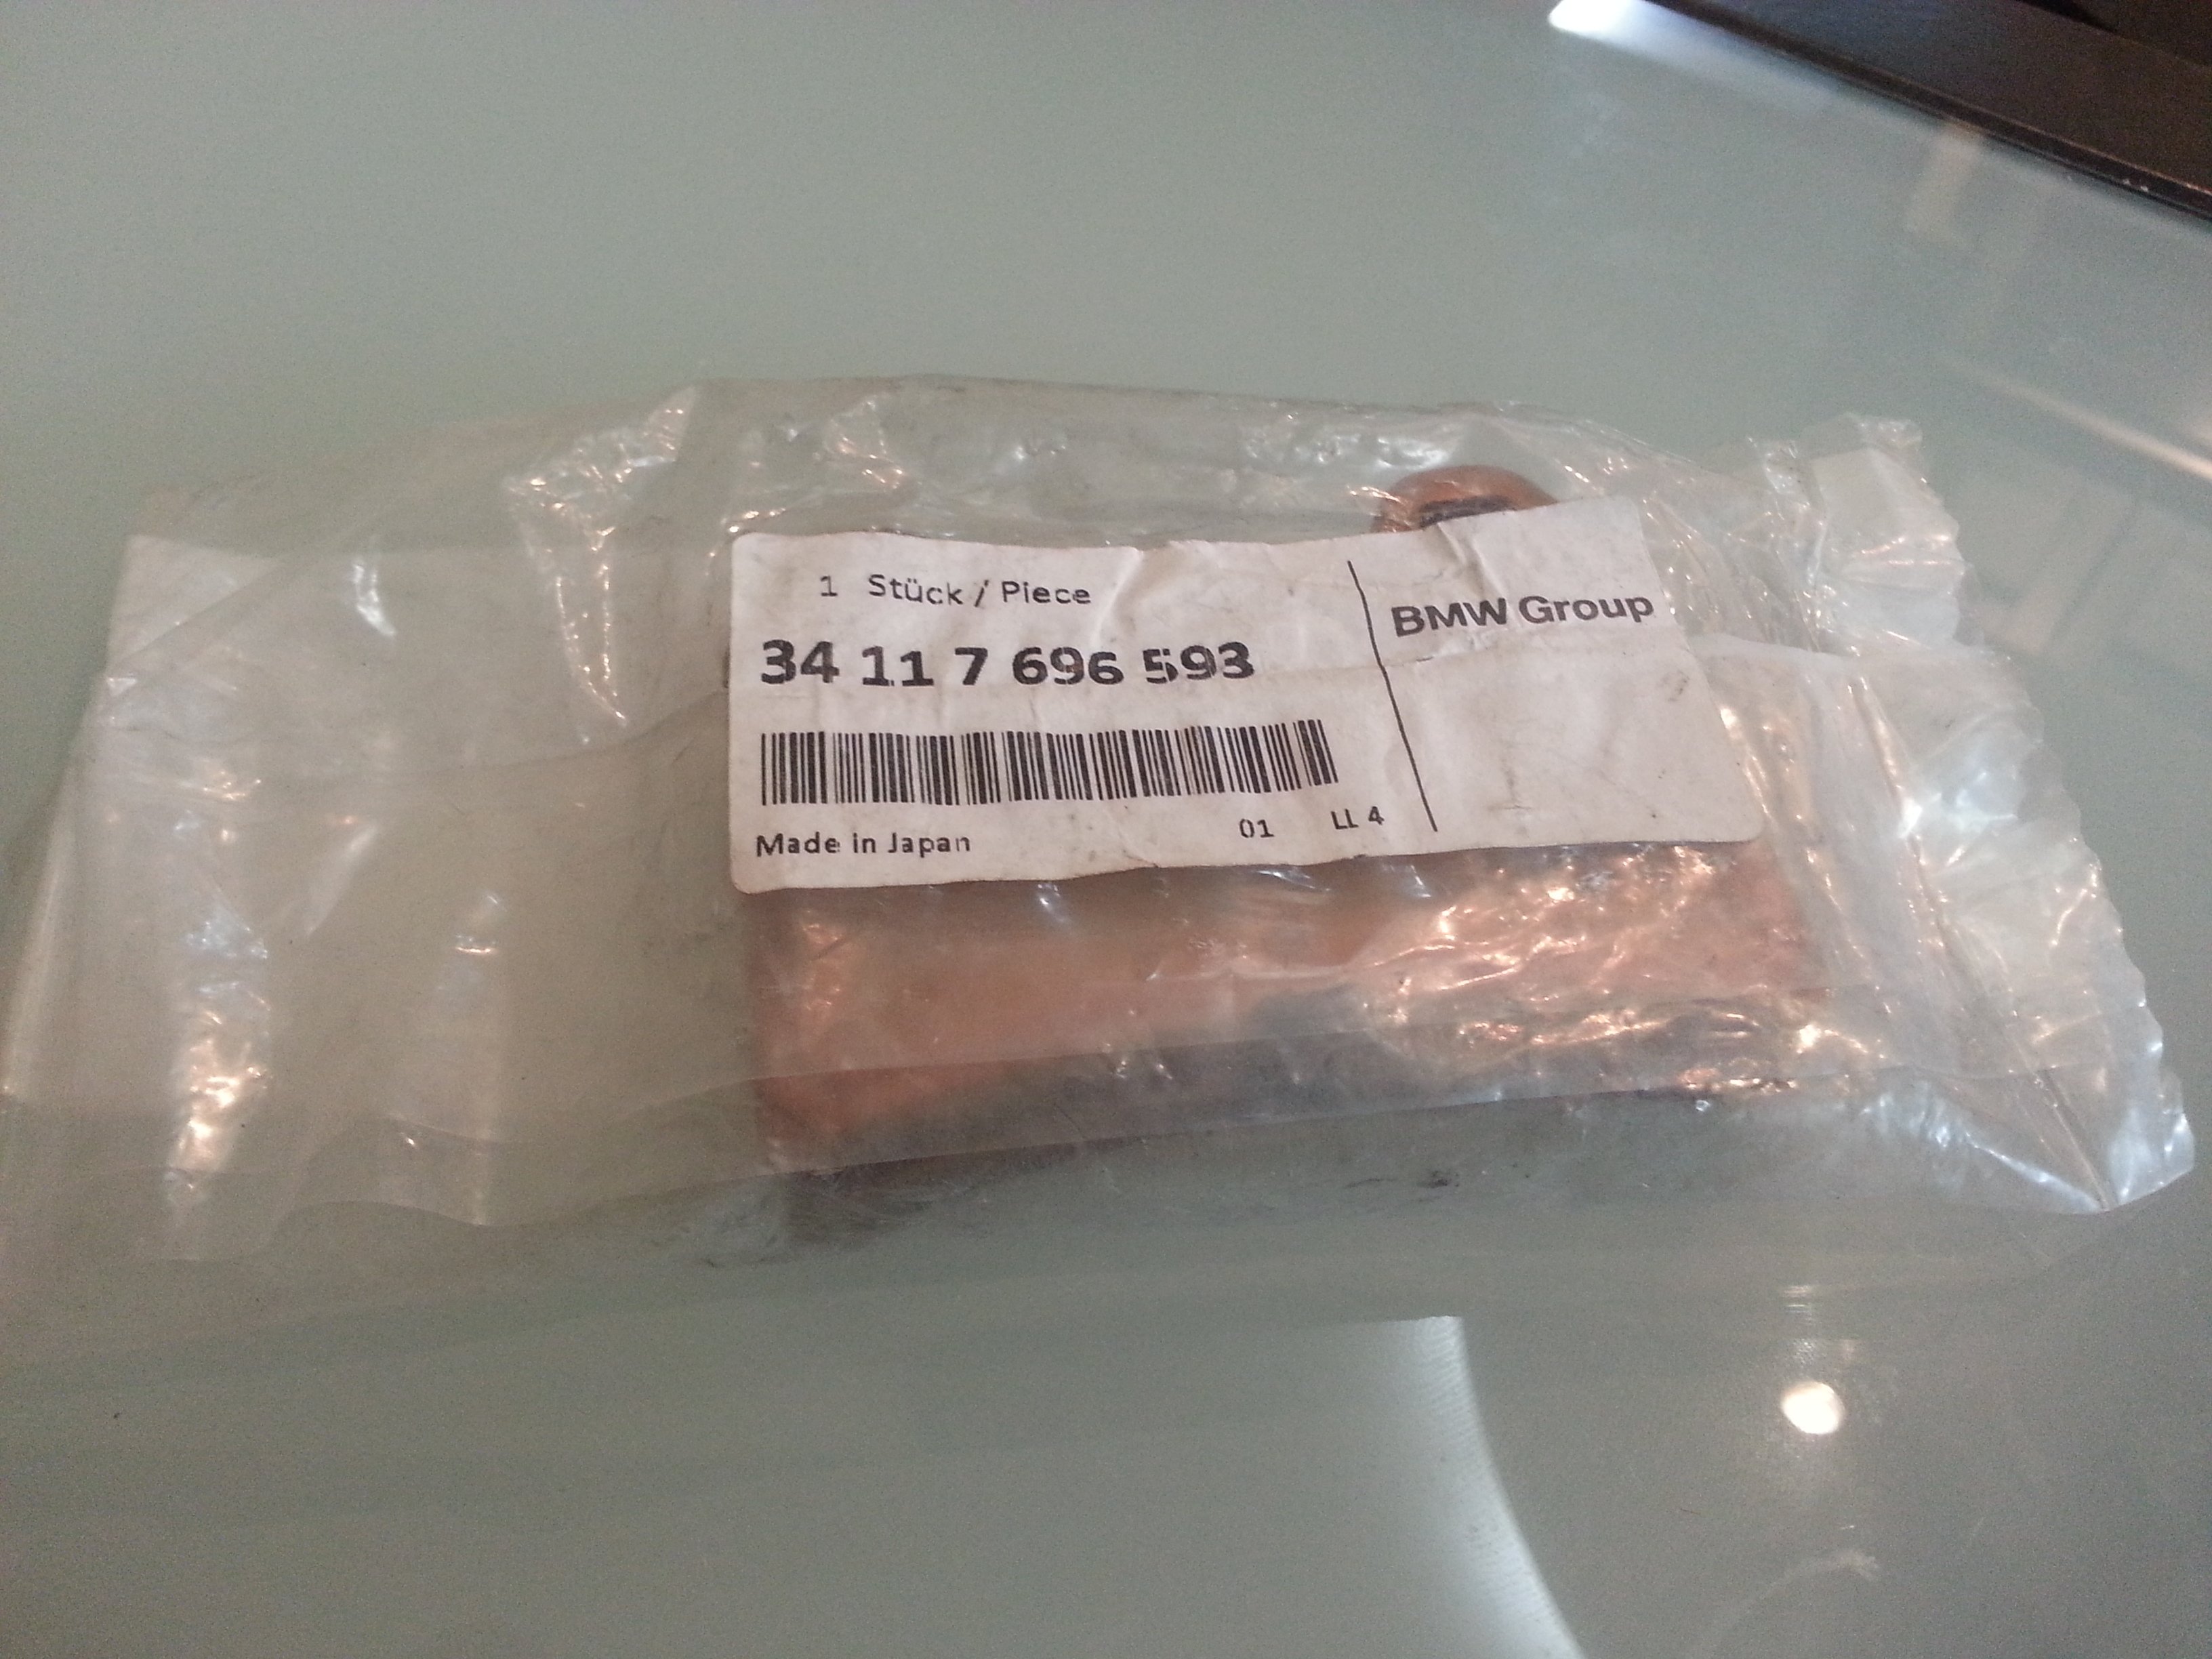 1 Stück / Piece
BMW Group
34 11 7 696 593
Made in Japan 01 LL 4